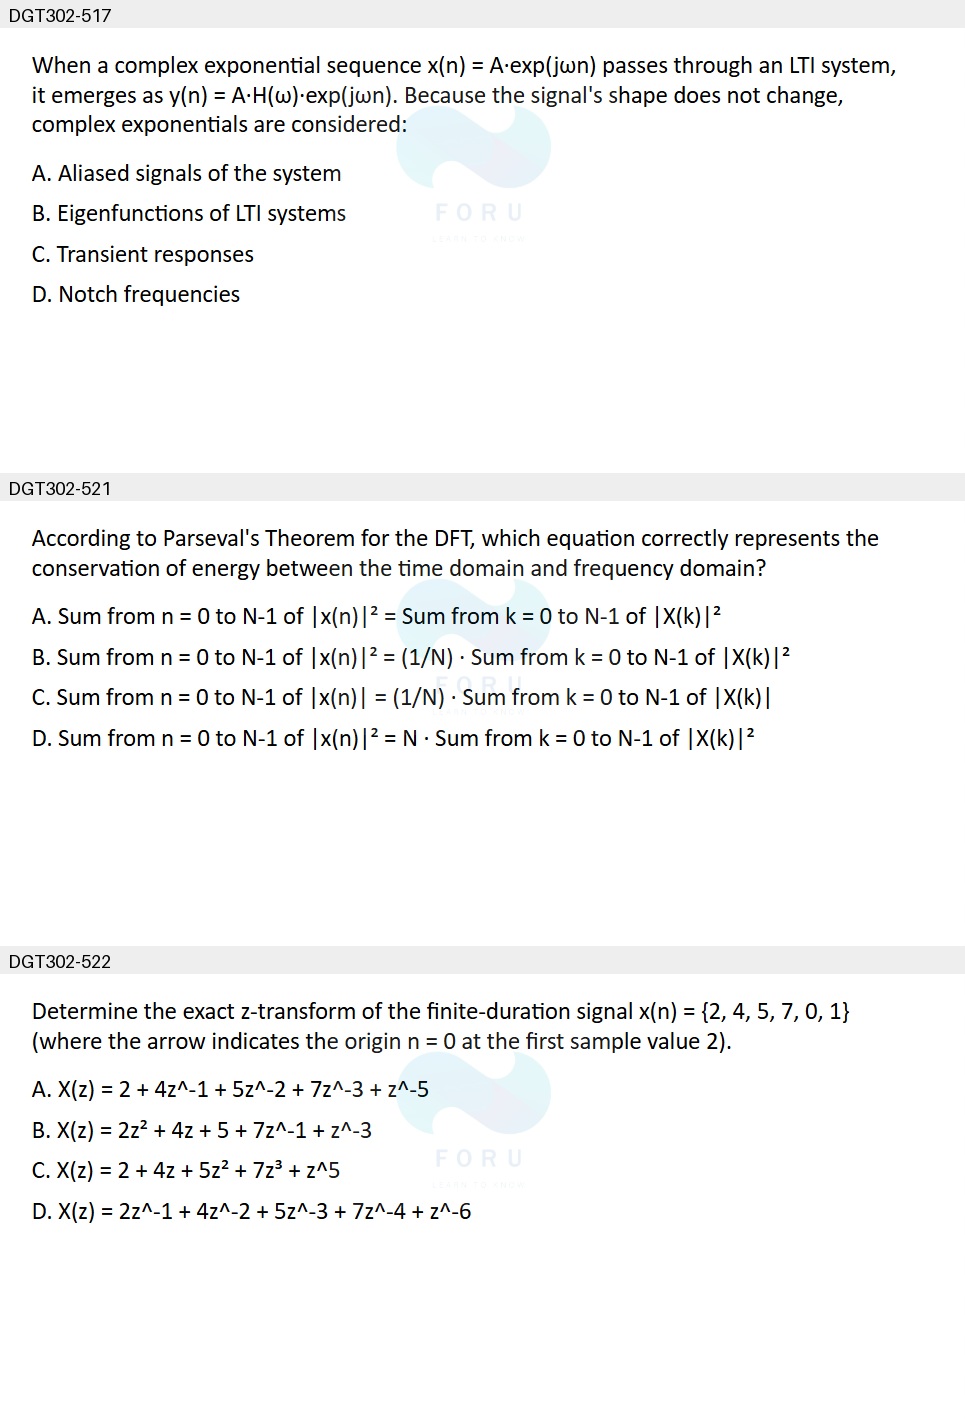 DGT302-517
When a complex exponential sequence x(n) = A·exp(jωn) passes through an LTI system,
it emerges as y(n) = A·H(ω)·exp(jωn). Because the signal's shape does not change,
complex exponentials are considered:
A. Aliased signals of the system
B. Eigenfunctions of LTI systems
FORU
LEARN TO KNOW
C. Transient responses
D. Notch frequencies
DGT302-521
According to Parseval's Theorem for the DFT, which equation correctly represents the
conservation of energy between the time domain and frequency domain?
A. Sum from n = 0 to N-1 of |x(n)|² = Sum from k = 0 to N-1 of |X(k)|²
B. Sum from n = 0 to N-1 of |x(n)|² = (1/N) · Sum from k = 0 to N-1 of |X(k)|²
FORU
C. Sum from n = 0 to N-1 of |x(n)| = (1/N) · Sum from k = 0 to N-1 of |X(k)|
D. Sum from n = 0 to N-1 of |x(n)|² = N · Sum from k = 0 to N-1 of |X(k)|²
DGT302-522
Determine the exact z-transform of the finite-duration signal x(n) = {2, 4, 5, 7, 0, 1}
(where the arrow indicates the origin n = 0 at the first sample value 2).
A. X(z) = 2 + 4z^-1 + 5z^-2 + 7z^-3 + z^-5
B. X(z) = 2z² + 4z + 5 + 7z^-1 + z^-3
FORU
C. X(z) = 2 + 4z + 5z² + 7z³ + z^5
LEARN TO KNOW
D. X(z) = 2z^-1 + 4z^-2 + 5z^-3 + 7z^-4 + z^-6